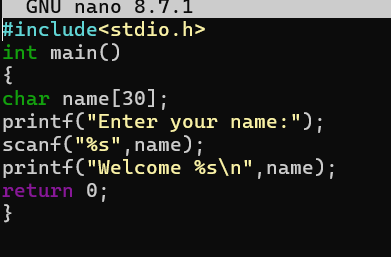 GNU nano 8.7.1
#include<stdio.h>
int main()
{
char name[30];
printf("Enter your name:");
scanf("%s",name);
printf("Welcome %s\n",name);
return 0;
}